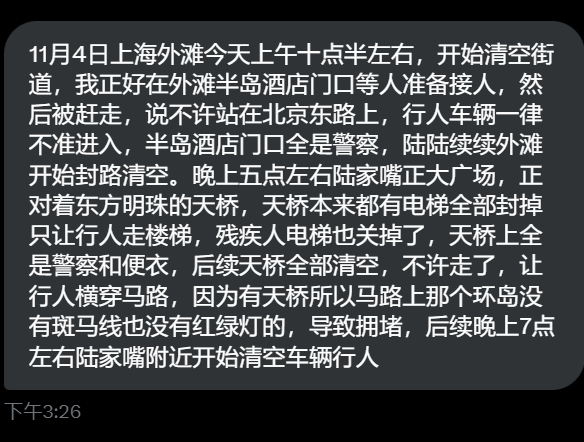 11月4日上海外滩今天上午十点半左右，开始清空街
道，我正好在外滩半岛酒店门口等人准备接人，然
后被赶走，说不许站在北京东路上，行人车辆一律
不准进入，半岛酒店门口全是警察，陆陆续续外滩
开始封路清空。晚上五点左右陆家嘴正大广场，正
对着东方明珠的天桥，天桥本来都有电梯全部封掉
只让行人走楼梯，残疾人电梯也关掉了，天桥上全
是警察和便衣，后续天桥全部清空，不许走了，让
行人横穿马路，因为有天桥所以马路上那个环岛没
有斑马线也没有红绿灯的，导致拥堵，后续晚上7点
左右陆家嘴附近开始清空车辆行人
下午3:26